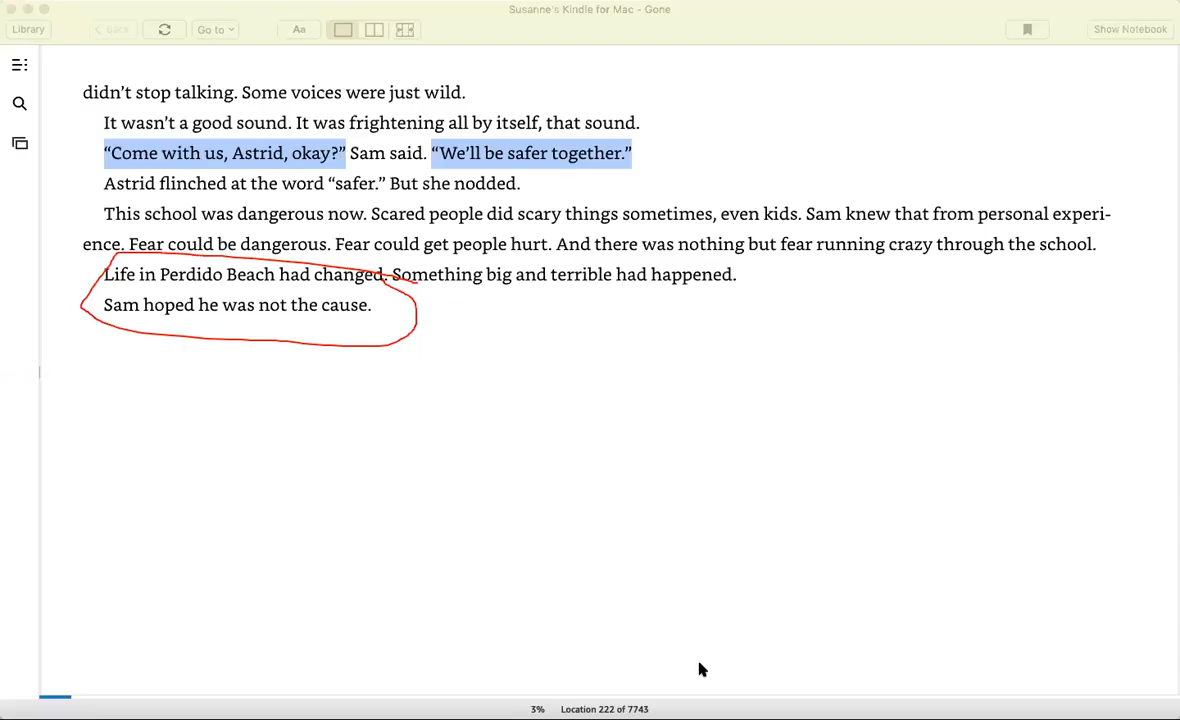 Susanne's Kindle for Mac - Gone
Library
Back
Go to
Aa
Show Notebook
didn't stop talking. Some voices were just wild.
It wasn't a good sound. It was frightening all by itself, that sound.
“Come with us, Astrid, okay?” Sam said. “We'll be safer together.”
Astrid flinched at the word “safer.” But she nodded.
This school was dangerous now. Scared people did scary things sometimes, even kids. Sam knew that from personal experi-
ence. Fear could be dangerous. Fear could get people hurt. And there was nothing but fear running crazy through the school.
Life in Perdido Beach had changed. Something big and terrible had happened.
Sam hoped he was not the cause.
3% Location 222 of 7743